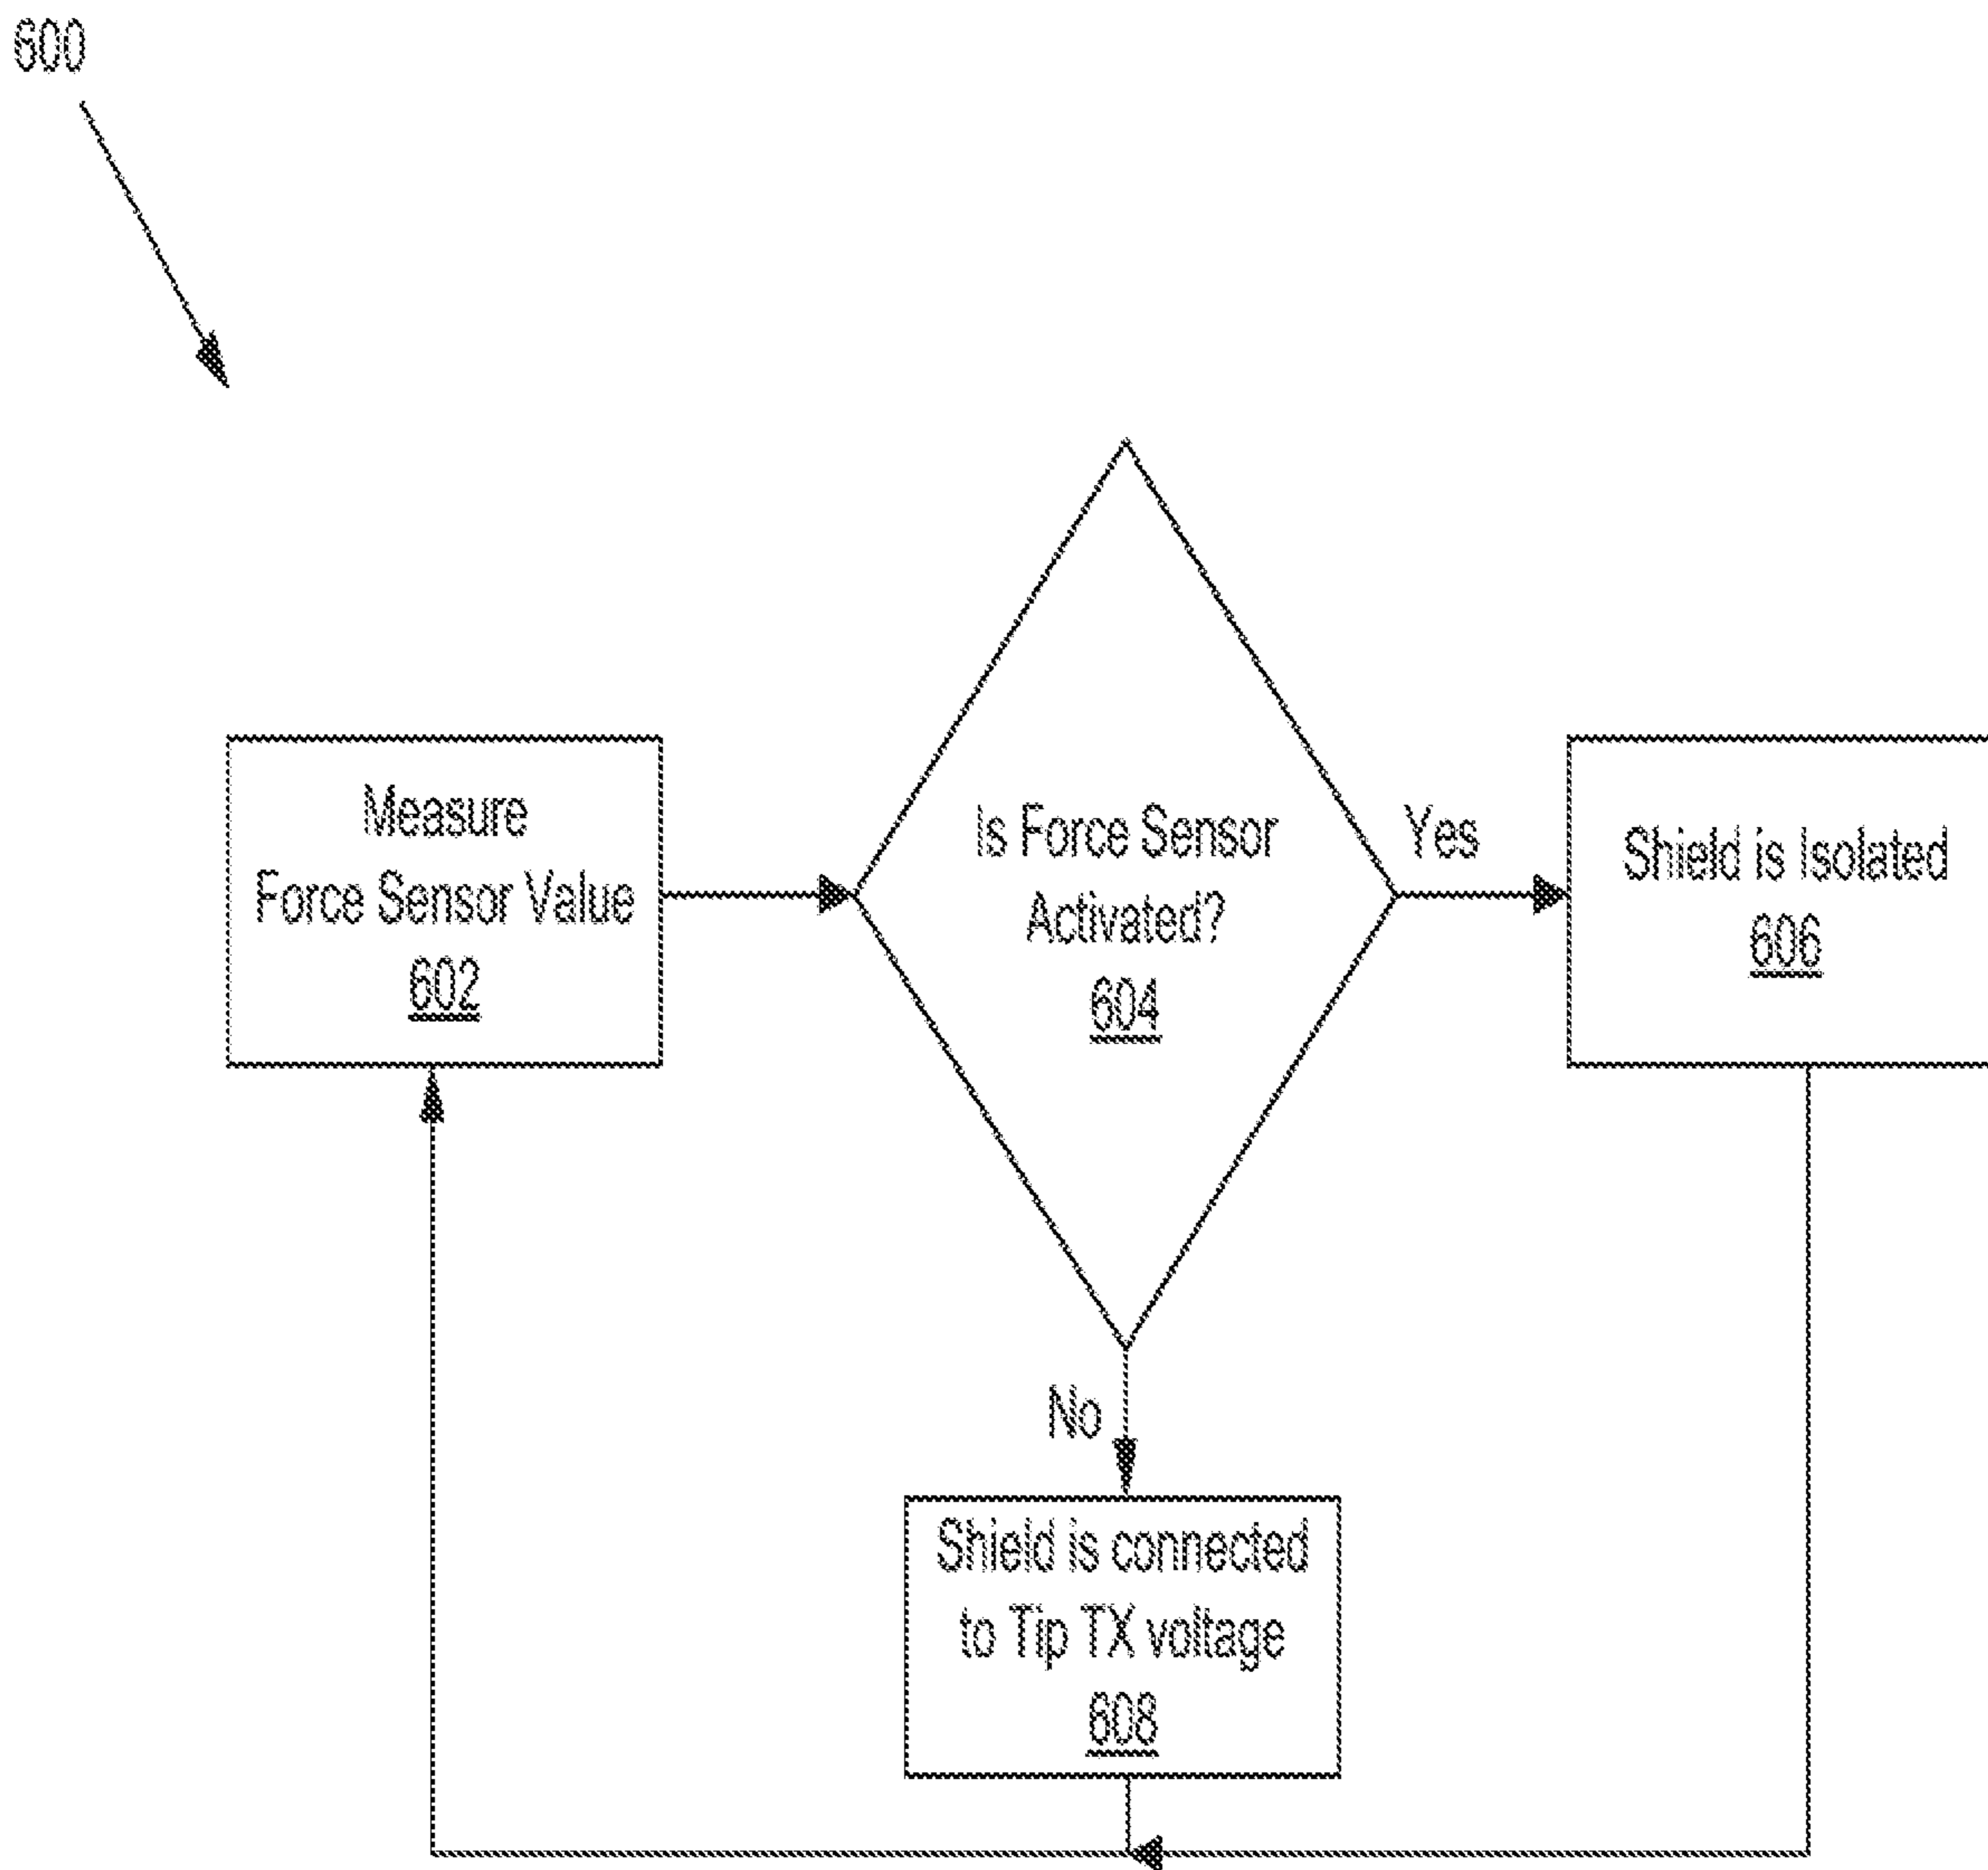 600
Measure
Force Sensor Value
602
Is Force Sensor
Activated?
604
Yes
Shield is Isolated
606
No
Shield is connected
to Tip TX voltage
608